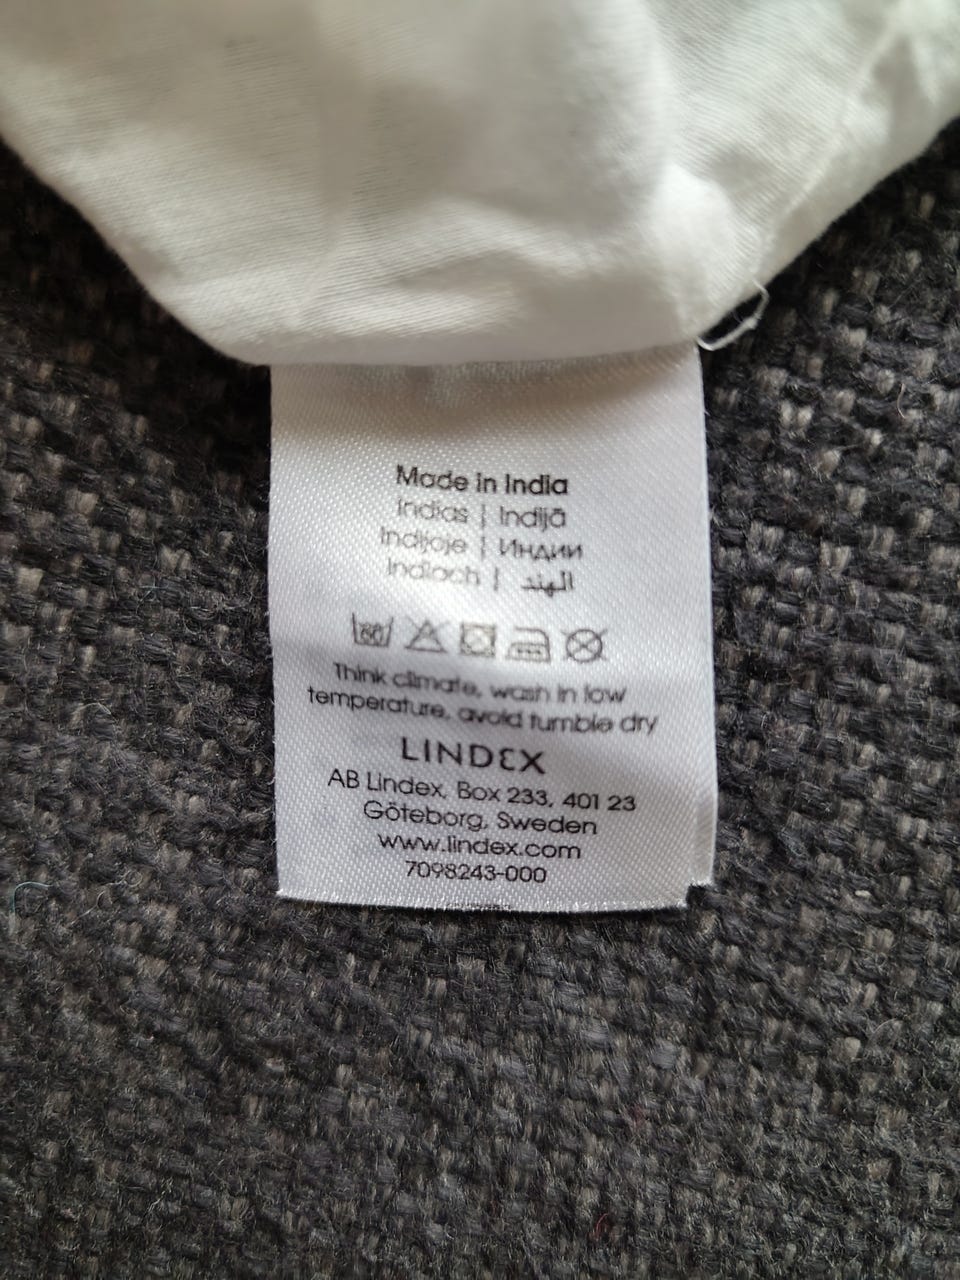 Made in India
Indias | Indijā
Indijoje | Индии
Indiach | الهند
60
Think climate, wash in low
temperature, avoid tumble dry
LINDEX
AB Lindex, Box 233, 401 23
Göteborg, Sweden
www.lindex.com
7098243-000